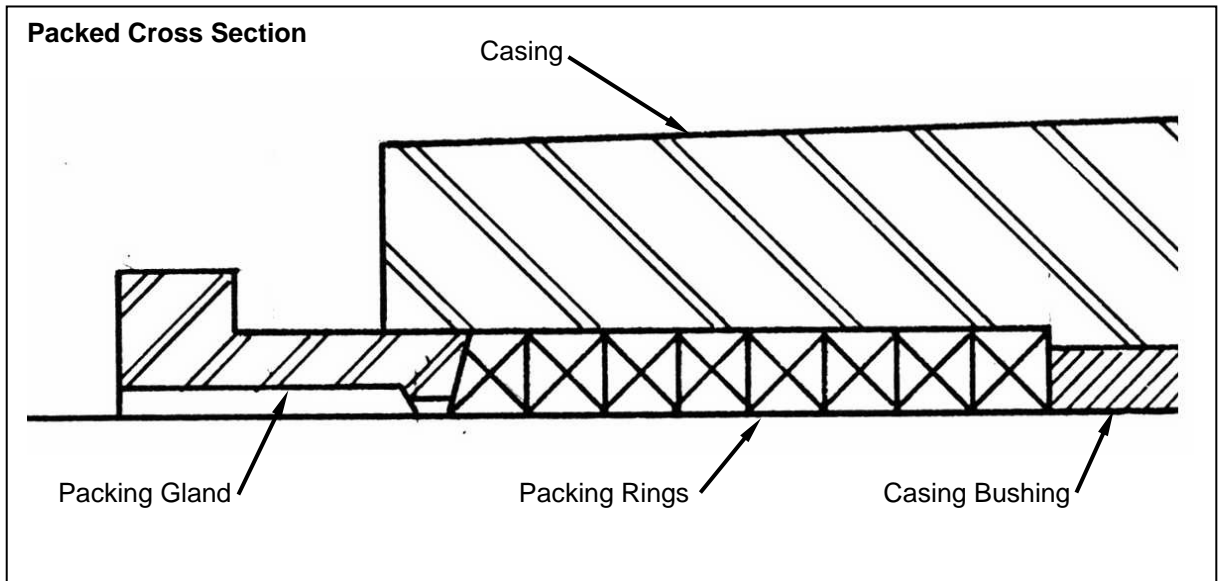 Packed Cross Section
Casing
Packing Gland
Packing Rings
Casing Bushing